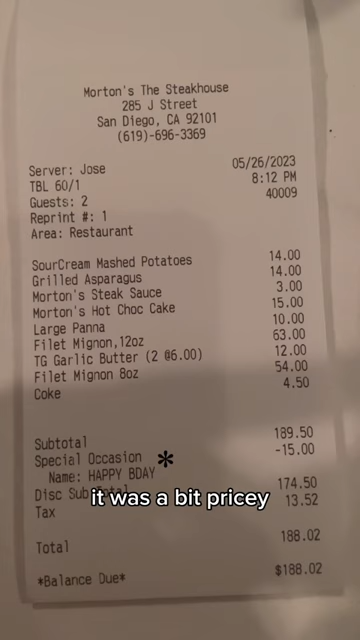 Morton's The Steakhouse
285 J Street
San Diego, CA 92101
(619)-696-3369
Server: Jose 05/26/2023
TBL 60/1 8:12 PM
Guests: 2 40009
Reprint #: 1
Area: Restaurant
SourCream Mashed Potatoes 14.00
Grilled Asparagus 14.00
Morton's Steak Sauce 3.00
Morton's Hot Choc Cake 15.00
Large Panna 10.00
Filet Mignon,12oz 63.00
TG Garlic Butter (2 @6.00) 12.00
Filet Mignon 8oz 54.00
Coke 4.50
Subtotal 189.50
Special Occasion * -15.00
Name: HAPPY BDAY
Disc SubTotal 174.50
it was a bit pricey
Tax 13.52
Total 188.02
*Balance Due* $188.02